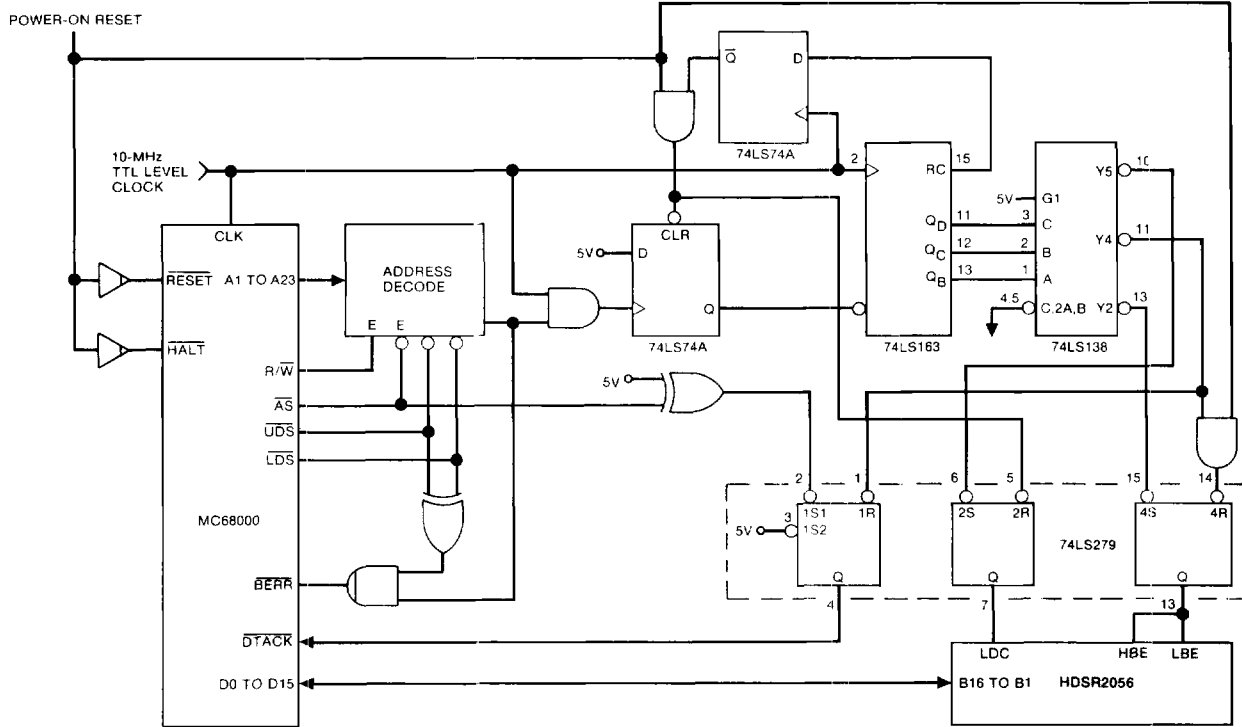 POWER-ON RESET
10-MHz
TTL LEVEL
CLOCK
Q
D
74LS74A
2
RC
15
QD
11
QC
12
QB
13
74LS163
5V
G1
3
C
2
B
1
A
4,5
C,2A,B
Y5
10
Y4
11
Y2
13
74LS138
CLK
RESET
A1 TO A23
HALT
R/W
AS
UDS
LDS
MC68000
BERR
DTACK
D0 TO D15
ADDRESS
DECODE
E
E
5V
D
CLR
Q
74LS74A
5V
2
1
1S1
1R
5V
3
1S2
Q
4
6
5
2S
2R
Q
7
15
14
4S
4R
Q
13
74LS279
LDC
HBE
LBE
B16 TO B1
HDSR2056